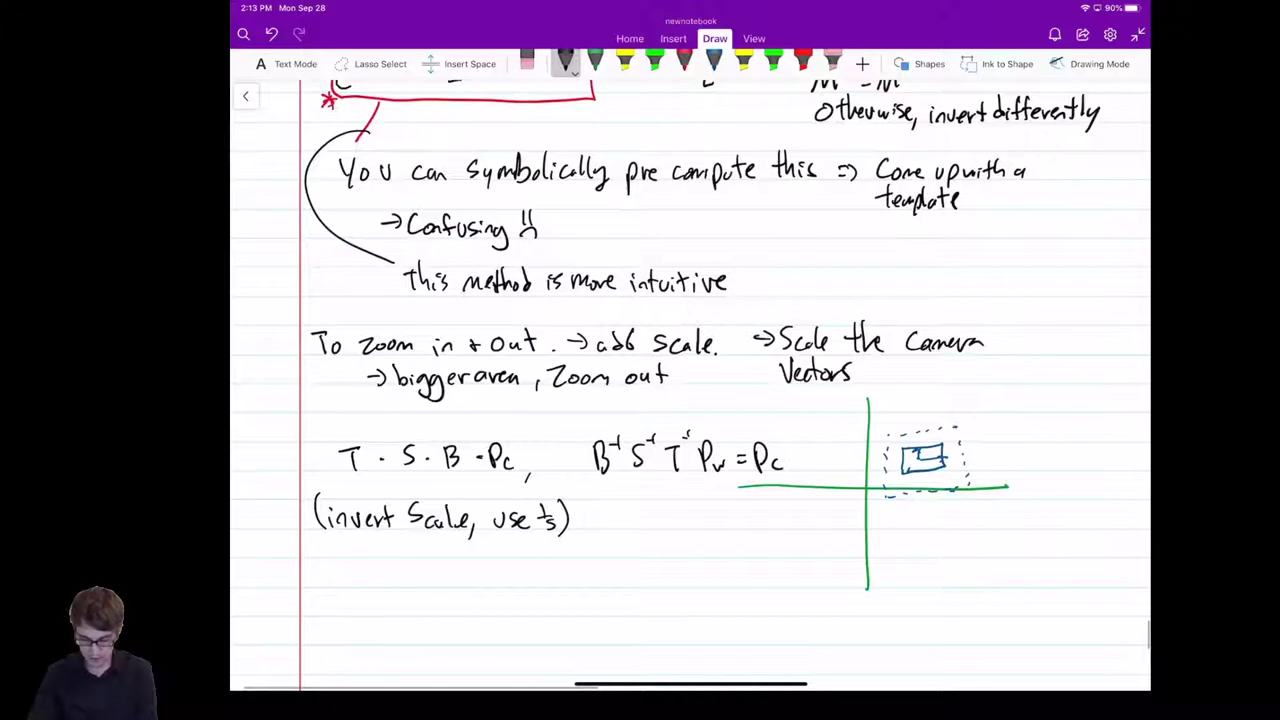 2:13 PM Mon Sep 28
90%
newnotebook
Home Insert Draw View
Text Mode Lasso Select Insert Space Shapes Ink to Shape Drawing Mode
Otherwise, invert differently
You can symbolically pre compute this => Come up with a
template
→ Confusing
this method is more intuitive
To zoom in + out. → add scale. => Scale the camera
→ bigger area, zoom out Vectors
T · S · B · Pc, B⁻¹ S⁻¹ T⁻¹ Pw = Pc
(invert Scale, use 1/s)